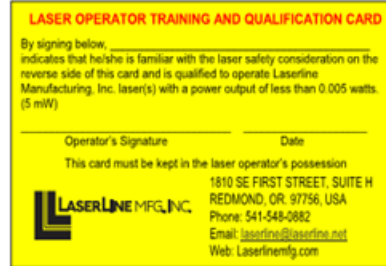 LASER OPERATOR TRAINING AND QUALIFICATION CARD
By signing below,
indicates that he/she is familiar with the laser safety consideration on the
reverse side of this card and is qualified to operate Laserline
Manufacturing, Inc. laser(s) with a power output of less than 0.005 watts.
(5 mW)
Operator's Signature Date
This card must be kept in the laser operator's possession
LASERLINE MFG, INC.
1810 SE FIRST STREET, SUITE H
REDMOND, OR. 97756, USA
Phone: 541-548-0882
Email: laserline@laserline.net
Web: Laserlinemfg.com